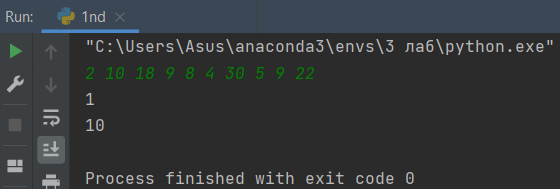 Run: 1nd
"C:\Users\Asus\anaconda3\envs\3 лаб\python.exe"
2 10 18 9 8 4 30 5 9 22
1
10
Process finished with exit code 0